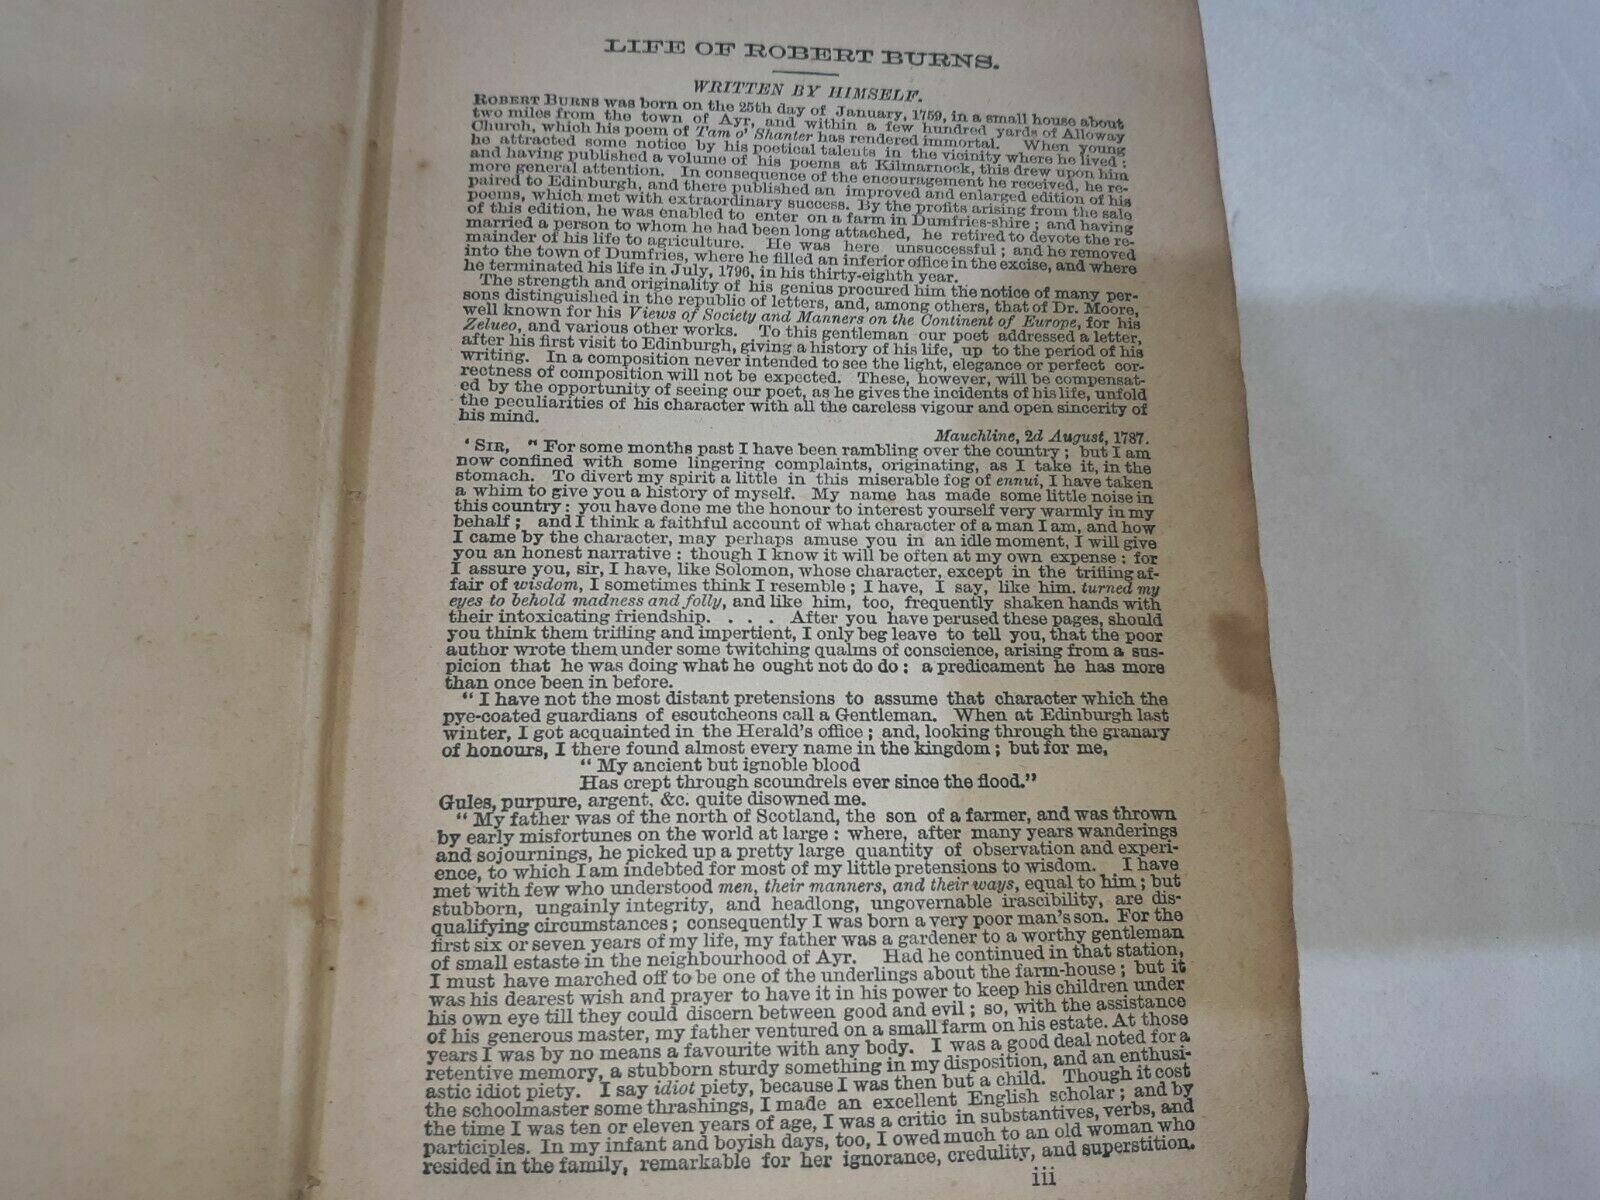 LIFE OF ROBERT BURNS.
WRITTEN BY HIMSELF.
ROBERT BURNS was born on the 25th day of January, 1759, in a small house about
two miles from the town of Ayr, and within a few hundred yards of Alloway
Church, which his poem of Tam o' Shanter has rendered immortal. When young
he attracted some notice by his poetical talents in the vicinity where he lived;
and having published a volume of his poems at Kilmarnock, this drew upon him
more general attention. In consequence of the encouragement he received, he re-
paired to Edinburgh, and there published an improved and enlarged edition of his
poems, which met with extraordinary success. By the profits arising from the sale
of this edition, he was enabled to enter on a farm in Dumfries-shire; and having
married a person to whom he had been long attached, he retired to devote the re-
mainder of his life to agriculture. He was here unsuccessful; and he removed
into the town of Dumfries, where he filled an inferior office in the excise, and where
he terminated his life in July, 1796, in his thirty-eighth year.
The strength and originality of his genius procured him the notice of many per-
sons distinguished in the republic of letters, and, among others, that of Dr. Moore,
well known for his Views of Society and Manners on the Continent of Europe, for his
Zelueo, and various other works. To this gentleman our poet addressed a letter,
after his first visit to Edinburgh, giving a history of his life, up to the period of his
writing. In a composition never intended to see the light, elegance or perfect cor-
rectness of composition will not be expected. These, however, will be compensat-
ed by the opportunity of seeing our poet, as he gives the incidents of his life, unfold
the peculiarities of his character with all the careless vigour and open sincerity of
his mind.
Mauchline, 2d August, 1787.
' SIR, " For some months past I have been rambling over the country; but I am
now confined with some lingering complaints, originating, as I take it, in the
stomach. To divert my spirit a little in this miserable fog of ennui, I have taken
a whim to give you a history of myself. My name has made some little noise in
this country: you have done me the honour to interest yourself very warmly in my
behalf; and I think a faithful account of what character of a man I am, and how
I came by the character, may perhaps amuse you in an idle moment, I will give
you an honest narrative: though I know it will be often at my own expense: for
I assure you, sir, I have, like Solomon, whose character, except in the trifling af-
fair of wisdom, I sometimes think I resemble; I have, I say, like him. turned my
eyes to behold madness and folly, and like him, too, frequently shaken hands with
their intoxicating friendship. . . . After you have perused these pages, should
you think them trifling and impertient, I only beg leave to tell you, that the poor
author wrote them under some twitching qualms of conscience, arising from a sus-
picion that he was doing what he ought not do do: a predicament he has more
than once been in before.
" I have not the most distant pretensions to assume that character which the
pye-coated guardians of escutcheons call a Gentleman. When at Edinburgh last
winter, I got acquainted in the Herald's office; and, looking through the granary
of honours, I there found almost every name in the kingdom; but for me,
" My ancient but ignoble blood
Has crept through scoundrels ever since the flood."
Gules, purpure, argent, &c. quite disowned me.
" My father was of the north of Scotland, the son of a farmer, and was thrown
by early misfortunes on the world at large: where, after many years wanderings
and sojournings, he picked up a pretty large quantity of observation and experi-
ence, to which I am indebted for most of my little pretensions to wisdom. I have
met with few who understood men, their manners, and their ways, equal to him; but
stubborn, ungainly integrity, and headlong, ungovernable irascibility, are dis-
qualifying circumstances; consequently I was born a very poor man's son. For the
first six or seven years of my life, my father was a gardener to a worthy gentleman
of small estaste in the neighbourhood of Ayr. Had he continued in that station,
I must have marched off to be one of the underlings about the farm-house; but it
was his dearest wish and prayer to have it in his power to keep his children under
his own eye till they could discern between good and evil; so, with the assistance
of his generous master, my father ventured on a small farm on his estate. At those
years I was by no means a favourite with any body. I was a good deal noted for a
retentive memory, a stubborn sturdy something in my disposition, and an enthusi-
astic idiot piety. I say idiot piety, because I was then but a child. Though it cost
the schoolmaster some thrashings, I made an excellent English scholar; and by
the time I was ten or eleven years of age, I was a critic in substantives, verbs, and
participles. In my infant and boyish days, too, I owed much to an old woman who
resided in the family, remarkable for her ignorance, credulity, and superstition.
iii